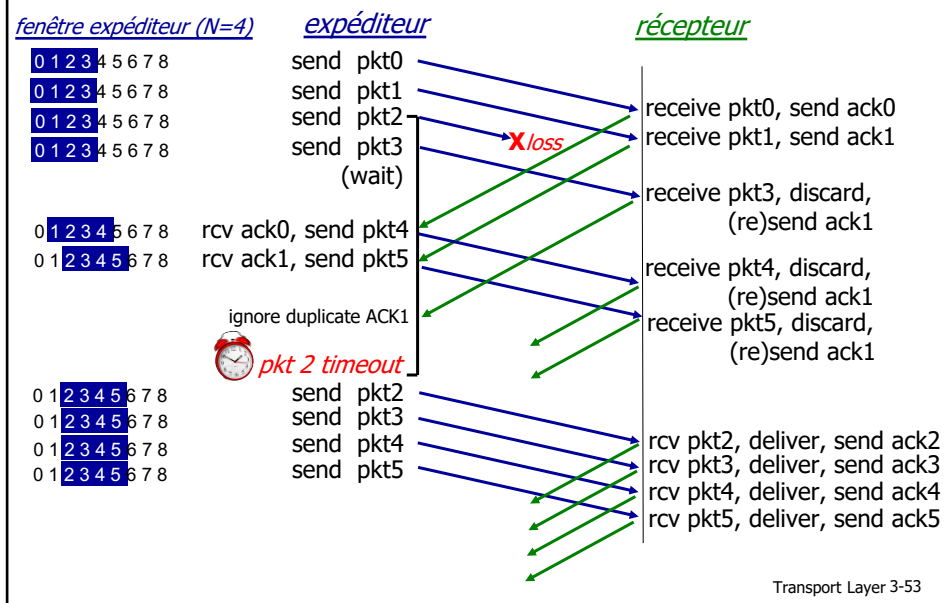 fenêtre expéditeur (N=4) expéditeur récepteur
0 1 2 3 4 5 6 7 8 send pkt0
0 1 2 3 4 5 6 7 8 send pkt1
0 1 2 3 4 5 6 7 8 send pkt2
0 1 2 3 4 5 6 7 8 send pkt3
(wait)
X loss
receive pkt0, send ack0
receive pkt1, send ack1
receive pkt3, discard,
(re)send ack1
0 1 2 3 4 5 6 7 8 rcv ack0, send pkt4
0 1 2 3 4 5 6 7 8 rcv ack1, send pkt5
receive pkt4, discard,
(re)send ack1
receive pkt5, discard,
(re)send ack1
ignore duplicate ACK1
pkt 2 timeout
0 1 2 3 4 5 6 7 8 send pkt2
0 1 2 3 4 5 6 7 8 send pkt3
0 1 2 3 4 5 6 7 8 send pkt4
0 1 2 3 4 5 6 7 8 send pkt5
rcv pkt2, deliver, send ack2
rcv pkt3, deliver, send ack3
rcv pkt4, deliver, send ack4
rcv pkt5, deliver, send ack5
Transport Layer 3-53